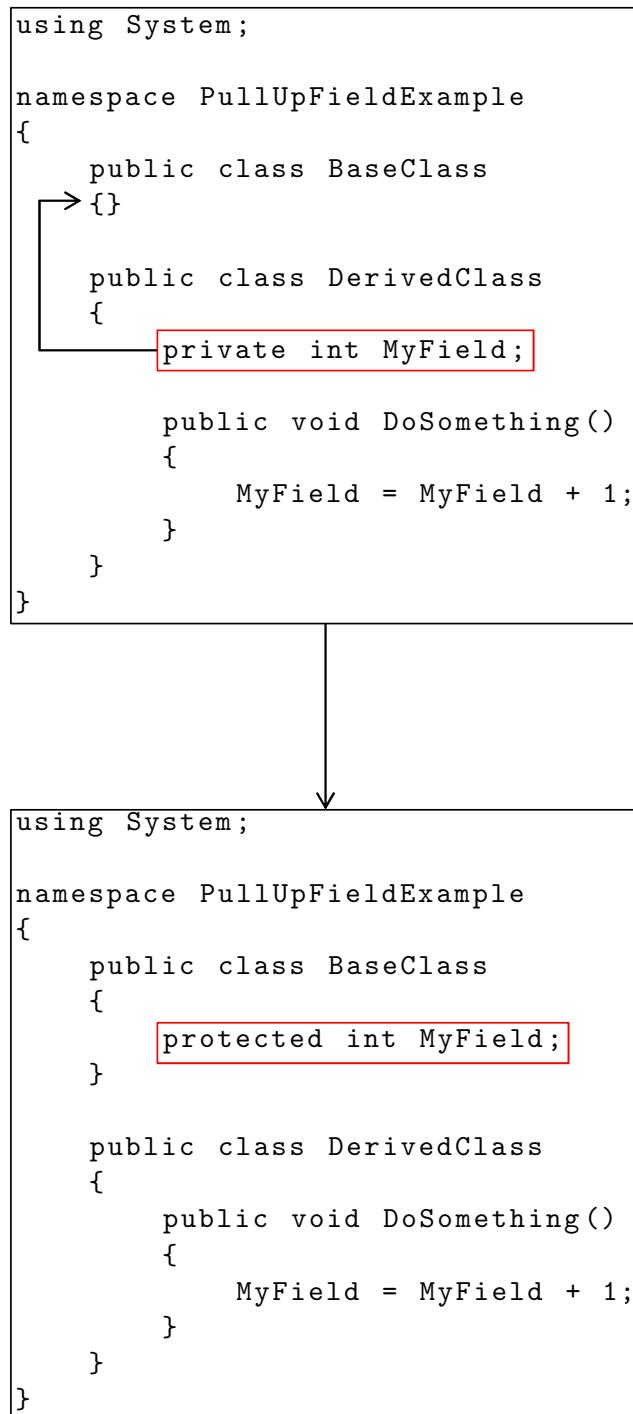 using System;
namespace PullUpFieldExample
{
public class BaseClass
{}
public class DerivedClass
{
private int MyField;
public void DoSomething()
{
MyField = MyField + 1;
}
}
}
using System;
namespace PullUpFieldExample
{
public class BaseClass
{
protected int MyField;
}
public class DerivedClass
{
public void DoSomething()
{
MyField = MyField + 1;
}
}
}